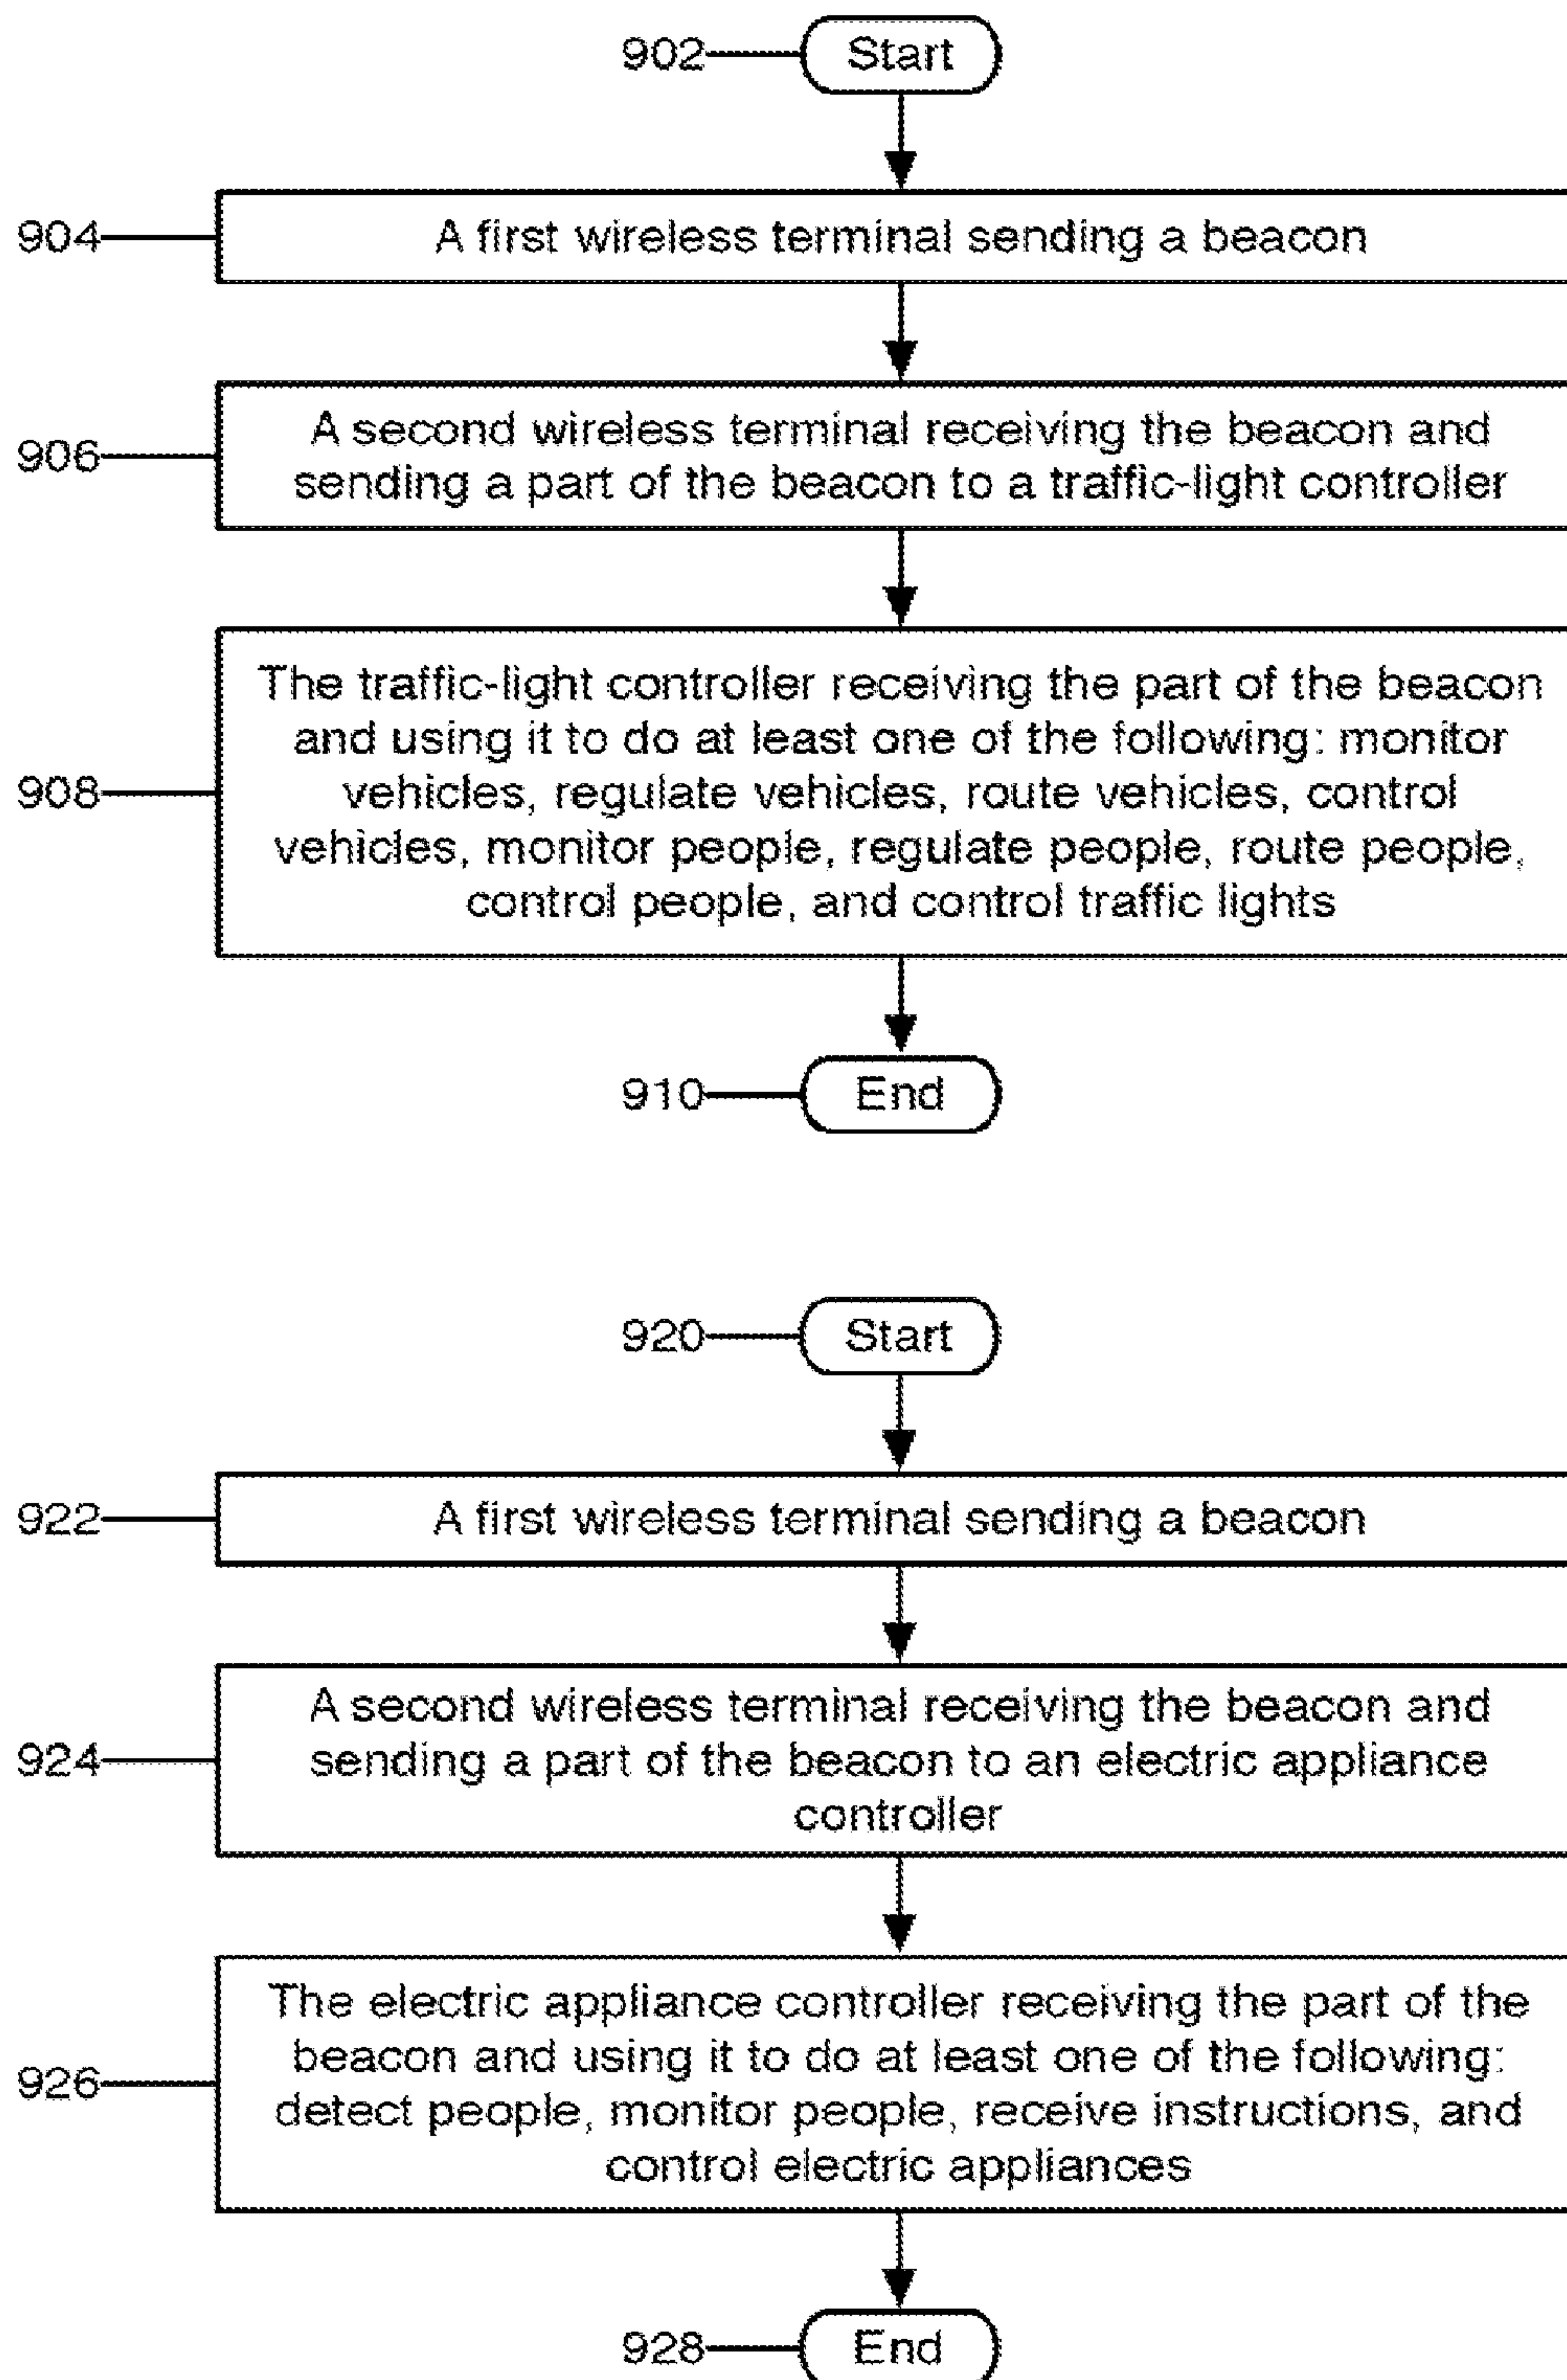 902 Start
904 A first wireless terminal sending a beacon
A second wireless terminal receiving the beacon and
906
sending a part of the beacon to a traffic-light controller
The traffic-light controller receiving the part of the beacon
and using it to do at least one of the following: monitor
908 vehicles, regulate vehicles, route vehicles, control
vehicles, monitor people, regulate people, route people,
control people, and control traffic lights
910 End
920 Start
922 A first wireless terminal sending a beacon
A second wireless terminal receiving the beacon and
924 sending a part of the beacon to an electric appliance
controller
The electric appliance controller receiving the part of the
beacon and using it to do at least one of the following:
926
detect people, monitor people, receive instructions, and
control electric appliances
928 End